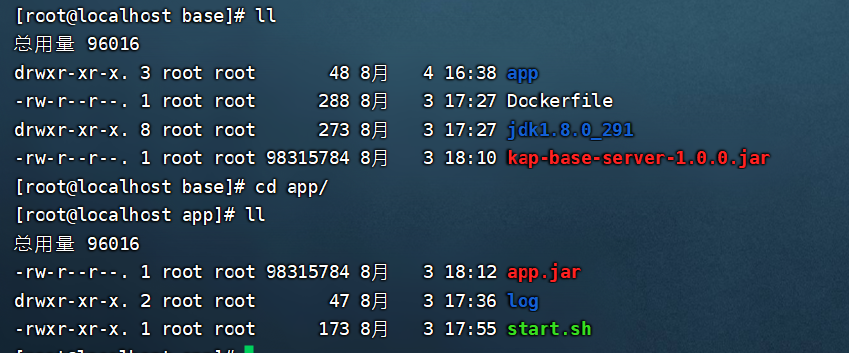 [root@localhost base]# ll
总用量 96016
drwxr-xr-x. 3 root root       48 8月   4 16:38 app
-rw-r--r--. 1 root root      288 8月   3 17:27 Dockerfile
drwxr-xr-x. 8 root root      273 8月   3 17:27 jdk1.8.0_291
-rw-r--r--. 1 root root 98315784 8月   3 18:10 kap-base-server-1.0.0.jar
[root@localhost base]# cd app/
[root@localhost app]# ll
总用量 96016
-rw-r--r--. 1 root root 98315784 8月   3 18:12 app.jar
drwxr-xr-x. 2 root root       47 8月   3 17:36 log
-rwxr-xr-x. 1 root root      173 8月   3 17:55 start.sh